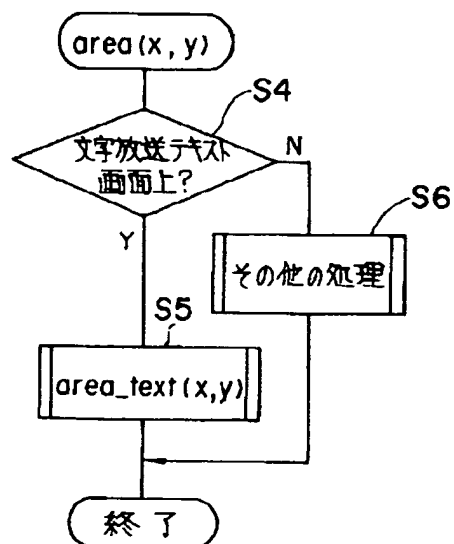 area(x,y)
S4
文字放送テキスト
画面上?
N
Y
S6
その他の処理
S5
area_text(x,y)
終了